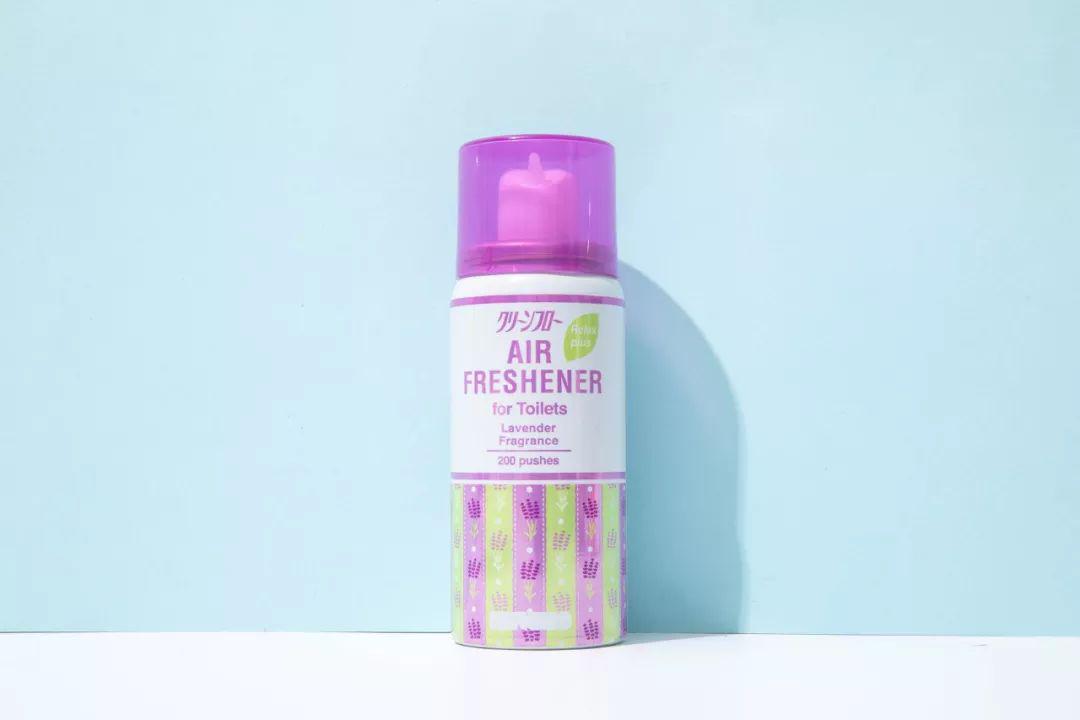 クリーンフロー
Relax
plus
AIR
FRESHENER
for Toilets
Lavender
Fragrance
200 pushes